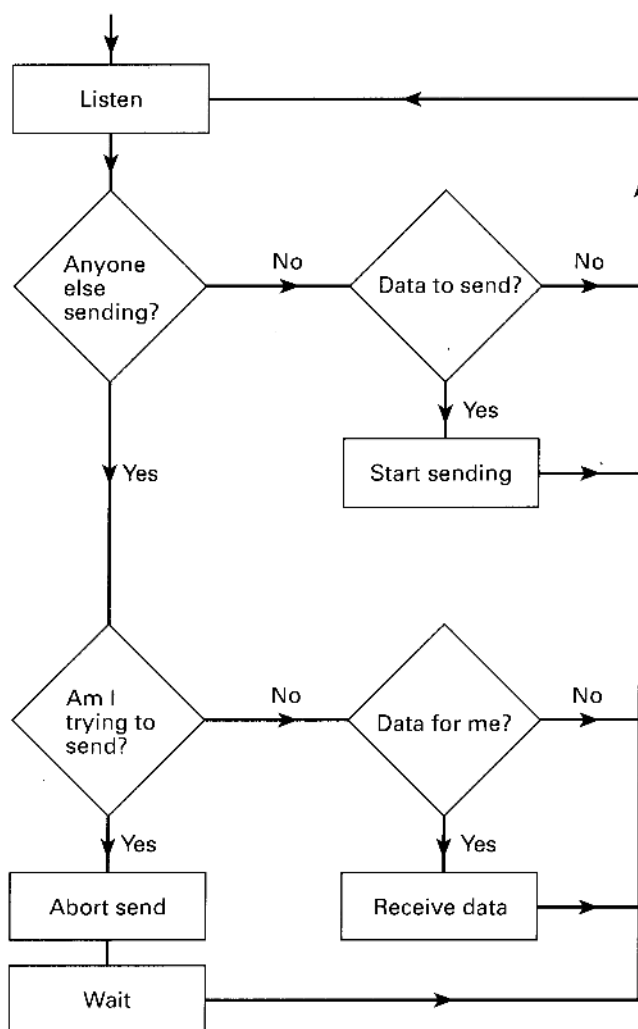 Listen
Anyone
else
sending?
No
Data to send?
No
Yes
Start sending
Yes
Am I
trying to
send?
No
Data for me?
No
Yes
Abort send
Yes
Receive data
Wait